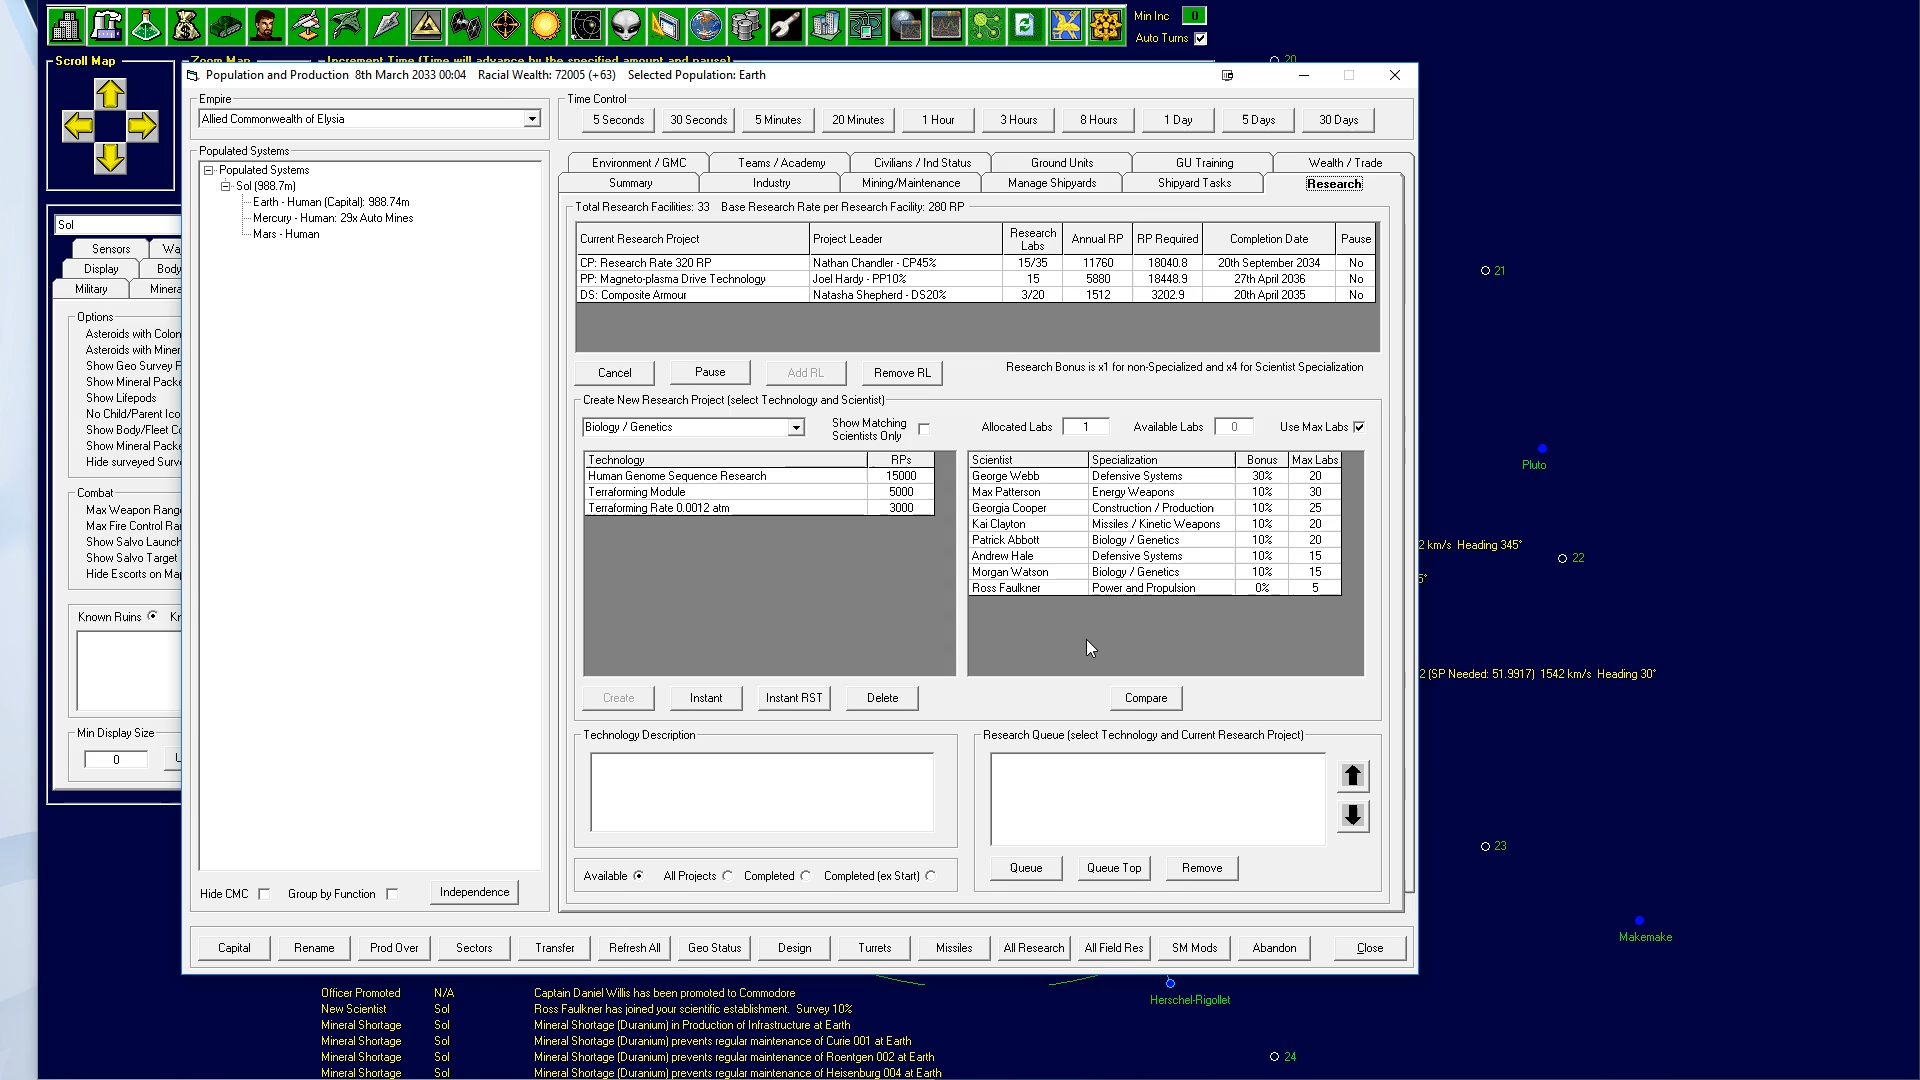 Min Inc 0
Auto Turns
Scroll Map
Zoom Map
Increment Time (Time will advance by the specified amount and pause)
20
Population and Production 8th March 2033 00:04 Racial Wealth: 72005 (+63) Selected Population: Earth
Empire
Allied Commonwealth of Elysia
Time Control
5 Seconds 30 Seconds 5 Minutes 20 Minutes 1 Hour 3 Hours 8 Hours 1 Day 5 Days 30 Days
Populated Systems
Populated Systems
Sol (988.7m)
Earth - Human (Capital): 988.74m
Mercury - Human: 29x Auto Mines
Mars - Human
Environment / GMC Teams / Academy Civilians / Ind Status Ground Units GU Training Wealth / Trade
Summary Industry Mining/Maintenance Manage Shipyards Shipyard Tasks Research
Total Research Facilities: 33 Base Research Rate per Research Facility: 280 RP
Current Research Project Project Leader Research Labs Annual RP RP Required Completion Date Pause
CP: Research Rate 320 RP Nathan Chandler - CP45% 15/35 11760 18040.8 20th September 2034 No
PP: Magneto-plasma Drive Technology Joel Hardy - PP10% 15 5880 18448.9 27th April 2036 No
DS: Composite Armour Natasha Shepherd - DS20% 3/20 1512 3202.9 20th April 2035 No
Cancel Pause Add RL Remove RL
Research Bonus is x1 for non-Specialized and x4 for Scientist Specialization
Create New Research Project (select Technology and Scientist)
Biology / Genetics
Show Matching Scientists Only
Allocated Labs 1
Available Labs 0
Use Max Labs
Technology RPs
Human Genome Sequence Research 15000
Terraforming Module 5000
Terraforming Rate 0.0012 atm 3000
Scientist Specialization Bonus Max Labs
George Webb Defensive Systems 30% 20
Max Patterson Energy Weapons 10% 30
Georgia Cooper Construction / Production 10% 25
Kai Clayton Missiles / Kinetic Weapons 10% 20
Patrick Abbott Biology / Genetics 10% 20
Andrew Hale Defensive Systems 10% 15
Morgan Watson Biology / Genetics 10% 15
Ross Faulkner Power and Propulsion 0% 5
Create Instant Instant RST Delete
Compare
Technology Description
Research Queue (select Technology and Current Research Project)
Queue Queue Top Remove
Available All Projects Completed Completed (ex Start)
Hide CMC Group by Function Independence
Capital Rename Prod Over Sectors Transfer Refresh All Geo Status Design Turrets Missiles All Research All Field Res SM Mods Abandon Close
Sol
Sensors Wa
Display Body
Military Minera
Options
Asteroids with Colon
Asteroids with Miner
Show Geo Survey F
Show Mineral Packe
Show Lifepods
No Child/Parent Ico
Show Body/Fleet Co
Show Mineral Packe
Hide surveyed Surv
Combat
Max Weapon Rang
Max Fire Control Ra
Show Salvo Launch
Show Salvo Target
Hide Escorts on Ma
Known Ruins Kn
Min Display Size
0
21
Pluto
2 km/s Heading 345°
22
5°
2 (SP Needed: 51.9917) 1542 km/s Heading 30°
23
Makemake
Herschel-Rigollet
24
Officer Promoted N/A Captain Daniel Willis has been promoted to Commodore
New Scientist Sol Ross Faulkner has joined your scientific establishment. Survey 10%
Mineral Shortage Sol Mineral Shortage (Duranium) in Production of Infrastructure at Earth
Mineral Shortage Sol Mineral Shortage (Duranium) prevents regular maintenance of Curie 001 at Earth
Mineral Shortage Sol Mineral Shortage (Duranium) prevents regular maintenance of Roentgen 002 at Earth
Mineral Shortage Sol Mineral Shortage (Duranium) prevents regular maintenance of Heisenburg 004 at Earth